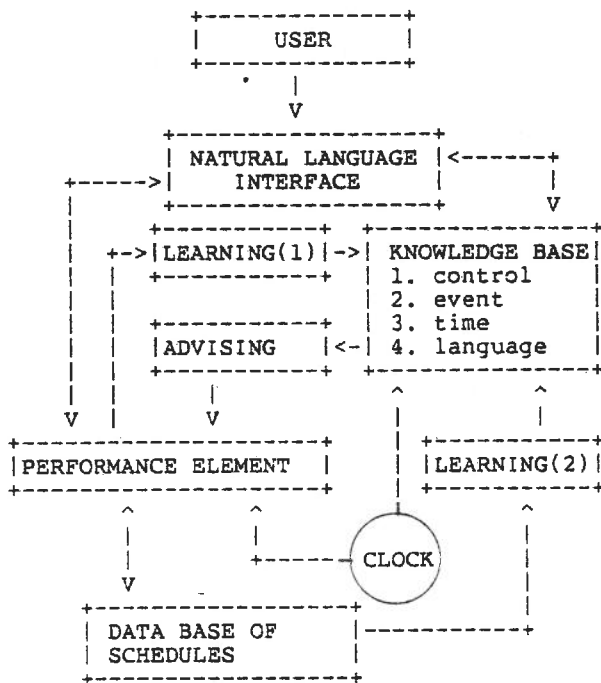 USER
NATURAL LANGUAGE
INTERFACE
LEARNING(1)
KNOWLEDGE BASE
1. control
2. event
3. time
4. language
ADVISING
PERFORMANCE ELEMENT
LEARNING(2)
CLOCK
DATA BASE OF
SCHEDULES